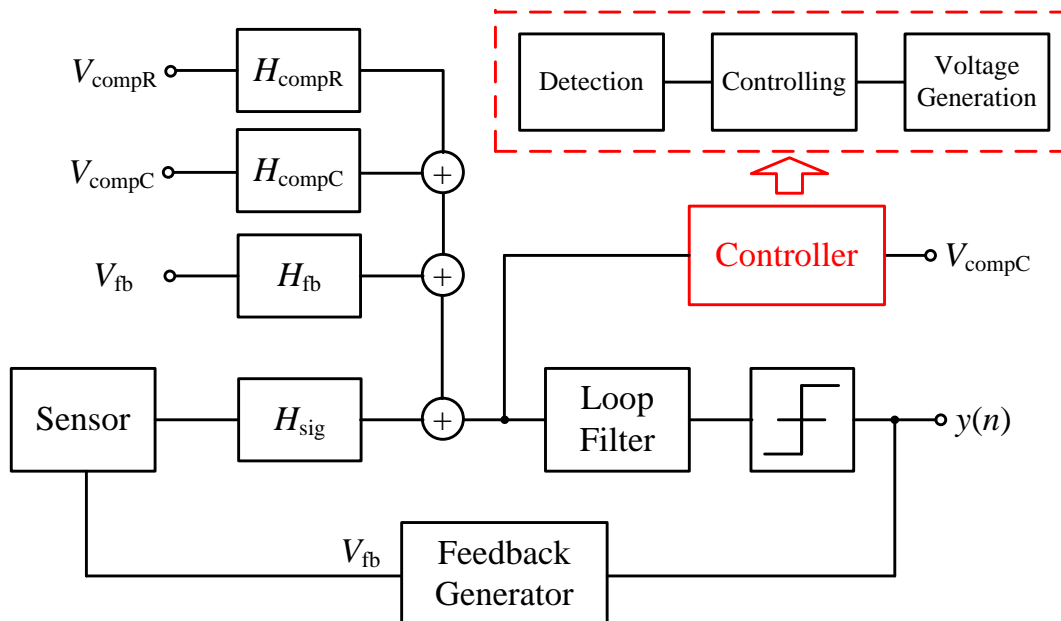 V_compR
H_compR
Detection
Controlling
Voltage
Generation
V_compC
H_compC
+
V_fb
H_fb
+
Controller
V_compC
Sensor
H_sig
+
Loop
Filter
y(n)
V_fb
Feedback
Generator